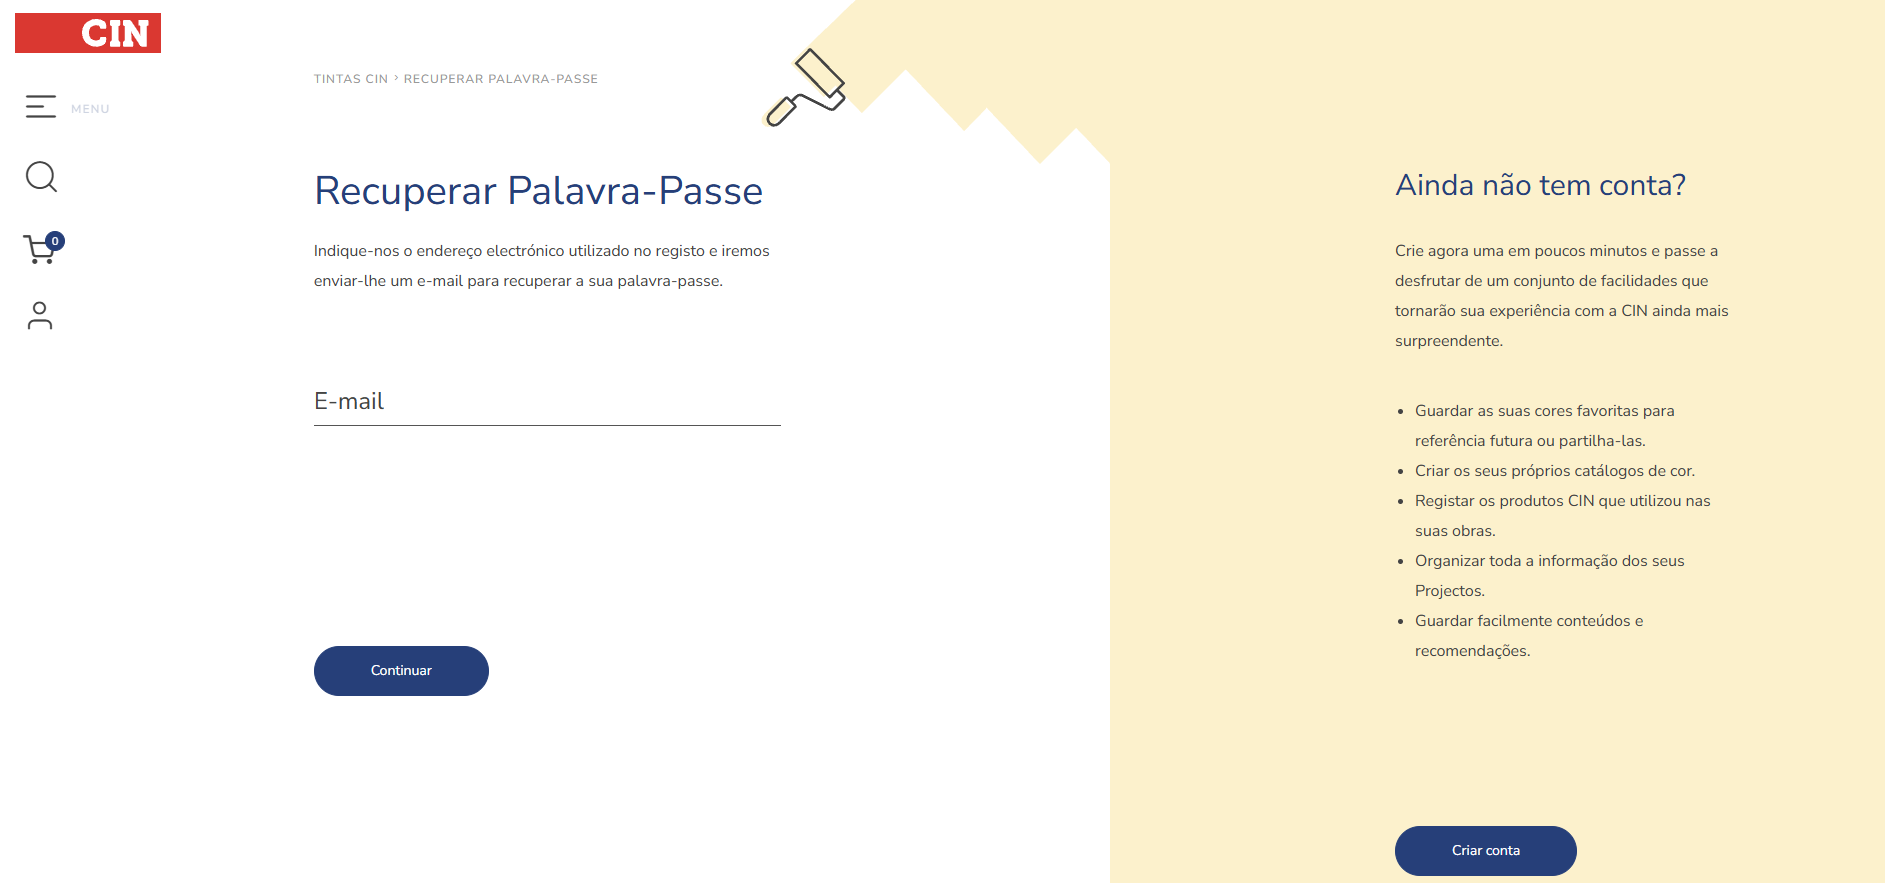 CIN
MENU
0
TINTAS CIN > RECUPERAR PALAVRA-PASSE
Recuperar Palavra-Passe
Indique-nos o endereço electrónico utilizado no registo e iremos
enviar-lhe um e-mail para recuperar a sua palavra-passe.
E-mail
Continuar
Ainda não tem conta?
Crie agora uma em poucos minutos e passe a
desfrutar de um conjunto de facilidades que
tornarão sua experiência com a CIN ainda mais
surpreendente.
• Guardar as suas cores favoritas para
referência futura ou partilha-las.
• Criar os seus próprios catálogos de cor.
• Registar os produtos CIN que utilizou nas
suas obras.
• Organizar toda a informação dos seus
Projectos.
• Guardar facilmente conteúdos e
recomendações.
Criar conta